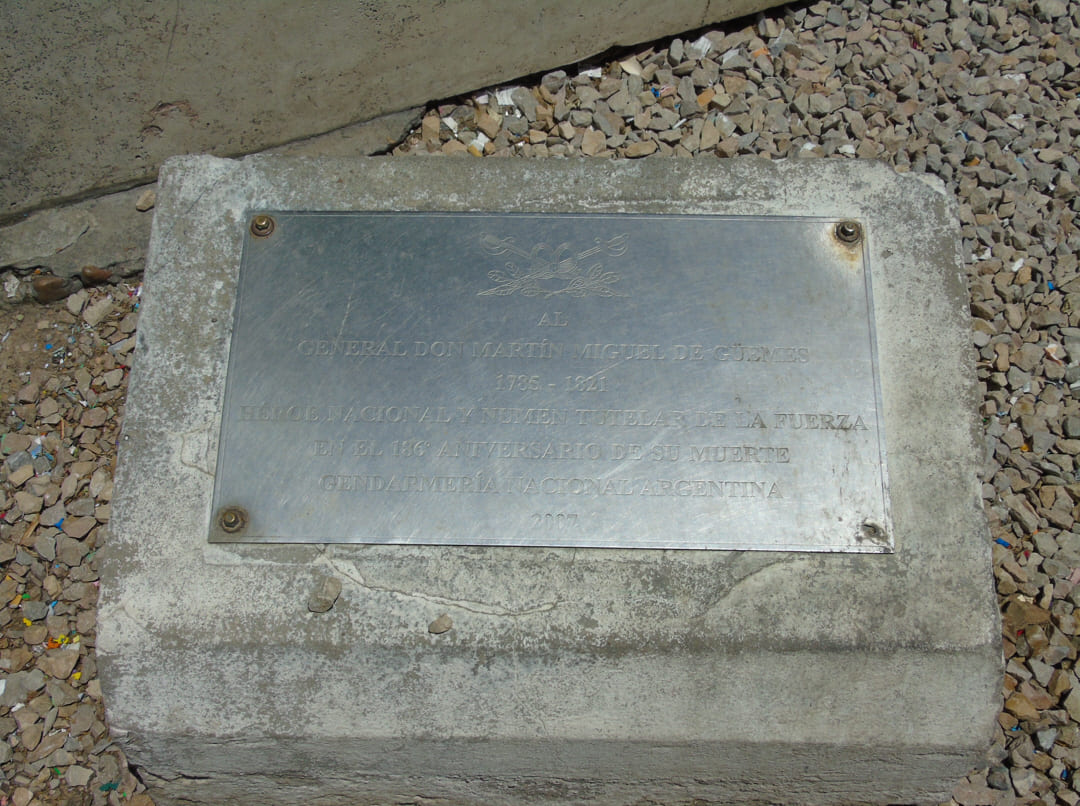 AL
GENERAL DON MARTÍN MIGUEL DE GÜEMES
1785 - 1821
HEROE NACIONAL Y NUMEN TUTELAR DE LA FUERZA
EN EL 186° ANIVERSARIO DE SU MUERTE
GENDARMERÍA NACIONAL ARGENTINA
2007